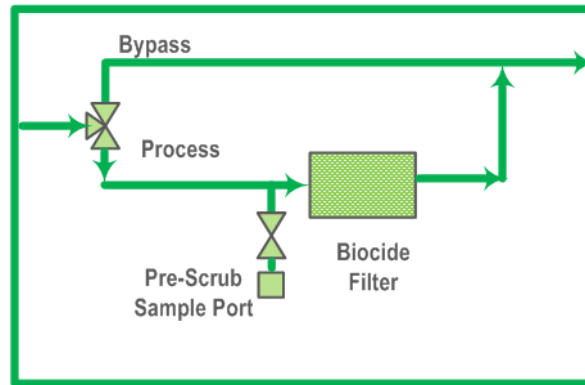 Bypass
Process
Pre-Scrub
Sample Port
Biocide
Filter